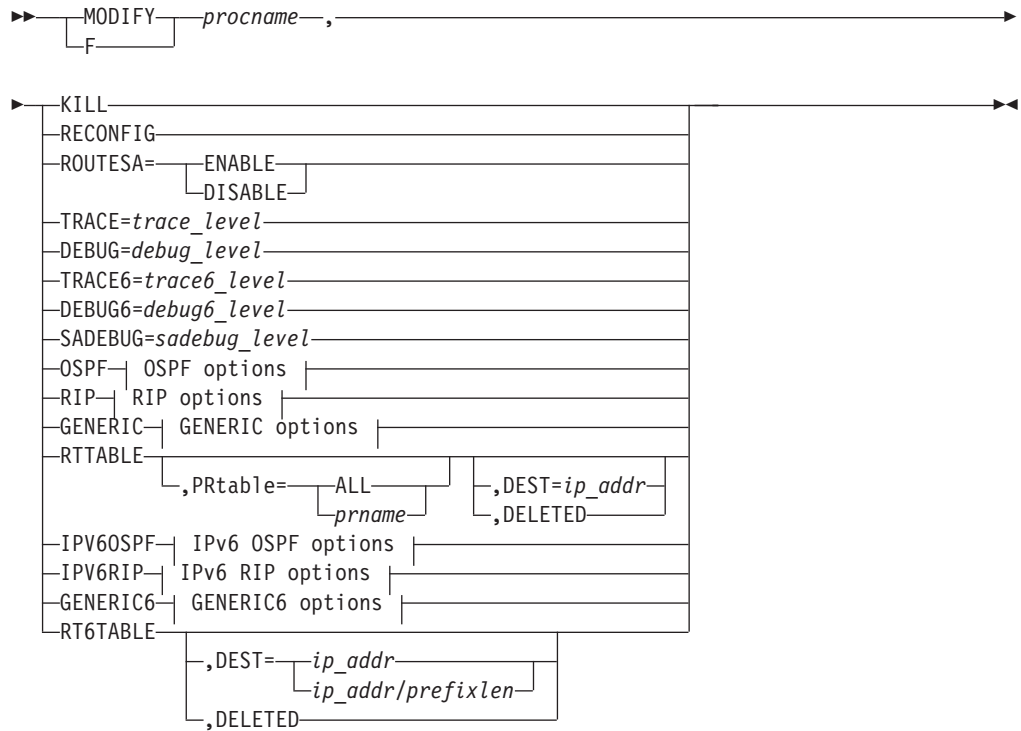 MODIFY procname ,
F
KILL
RECONFIG
ROUTESA= ENABLE
DISABLE
TRACE=trace_level
DEBUG=debug_level
TRACE6=trace6_level
DEBUG6=debug6_level
SADEBUG=sadebug_level
OSPF OSPF options
RIP RIP options
GENERIC GENERIC options
RTTABLE
,PRtable= ALL ,DEST=ip_addr
prname ,DELETED
IPV6OSPF IPv6 OSPF options
IPV6RIP IPv6 RIP options
GENERIC6 GENERIC6 options
RT6TABLE
,DEST= ip_addr
ip_addr/prefixlen
,DELETED